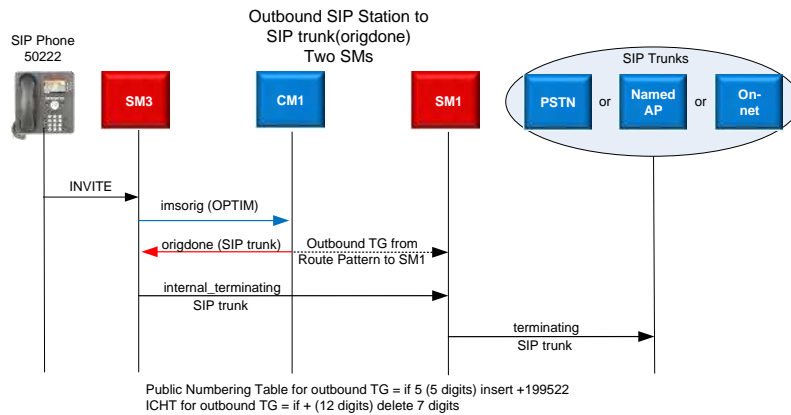 Outbound SIP Station to
SIP trunk(origdone)
Two SMs
SIP Phone
50222
SIP Trunks
SM3
CM1
SM1
PSTN
or
Named
AP
or
On-
net
INVITE
imsorig (OPTIM)
origdone (SIP trunk)
Outbound TG from
Route Pattern to SM1
internal_terminating
SIP trunk
terminating
SIP trunk
Public Numbering Table for outbound TG = if 5 (5 digits) insert +199522
ICHT for outbound TG = if + (12 digits) delete 7 digits